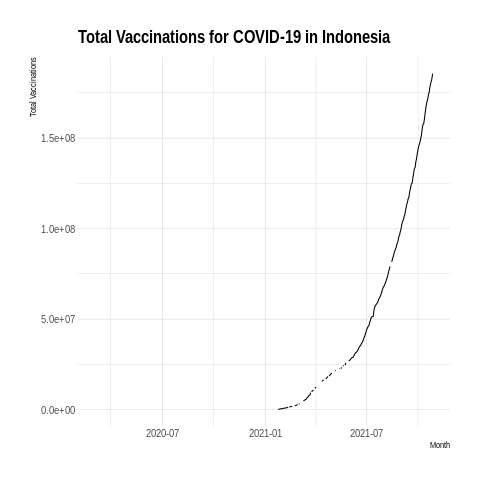 Total Vaccinations for COVID-19 in Indonesia
Total Vaccinations
1.5e+08
1.0e+08
5.0e+07
0.0e+00
2020-07 2021-01 2021-07
Month